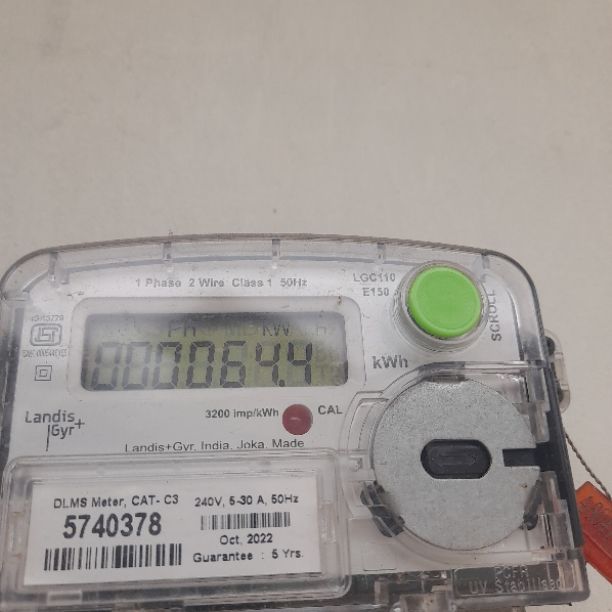 1 Phase 2 Wire Class 1 50Hz
LGC110
E150
SCROLL
kW
000064.4
kWh
Landis
Gyr+
3200 imp/kWh
CAL
Landis+Gyr, India, Joka, Made
DLMS Meter, CAT- C3
5740378
240V, 5-30 A, 50Hz
Oct, 2022
Guarantee : 5 Yrs.
UV Stabilised